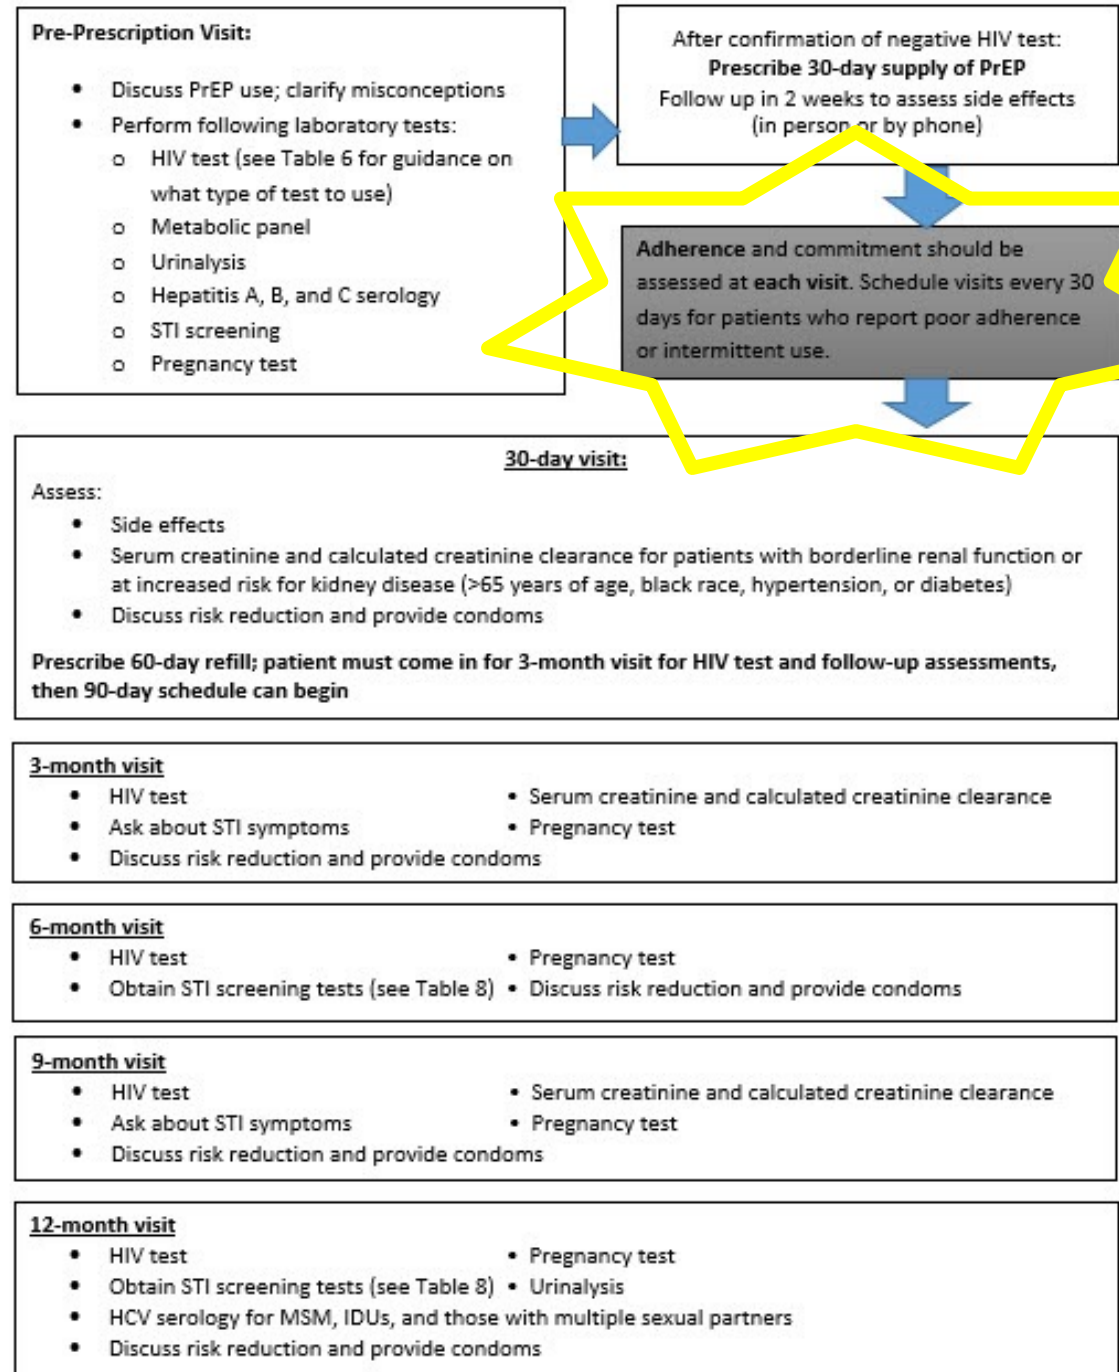 Pre-Prescription Visit:
• Discuss PrEP use; clarify misconceptions
• Perform following laboratory tests:
o HIV test (see Table 6 for guidance on
what type of test to use)
o Metabolic panel
o Urinalysis
o Hepatitis A, B, and C serology
o STI screening
o Pregnancy test
After confirmation of negative HIV test:
Prescribe 30-day supply of PrEP
Follow up in 2 weeks to assess side effects
(in person or by phone)
Adherence and commitment should be
assessed at each visit. Schedule visits every 30
days for patients who report poor adherence
or intermittent use.
30-day visit:
Assess:
• Side effects
• Serum creatinine and calculated creatinine clearance for patients with borderline renal function or
at increased risk for kidney disease (>65 years of age, black race, hypertension, or diabetes)
• Discuss risk reduction and provide condoms
Prescribe 60-day refill; patient must come in for 3-month visit for HIV test and follow-up assessments,
then 90-day schedule can begin
3-month visit
• HIV test • Serum creatinine and calculated creatinine clearance
• Ask about STI symptoms • Pregnancy test
• Discuss risk reduction and provide condoms
6-month visit
• HIV test • Pregnancy test
• Obtain STI screening tests (see Table 8) • Discuss risk reduction and provide condoms
9-month visit
• HIV test • Serum creatinine and calculated creatinine clearance
• Ask about STI symptoms • Pregnancy test
• Discuss risk reduction and provide condoms
12-month visit
• HIV test • Pregnancy test
• Obtain STI screening tests (see Table 8) • Urinalysis
• HCV serology for MSM, IDUs, and those with multiple sexual partners
• Discuss risk reduction and provide condoms